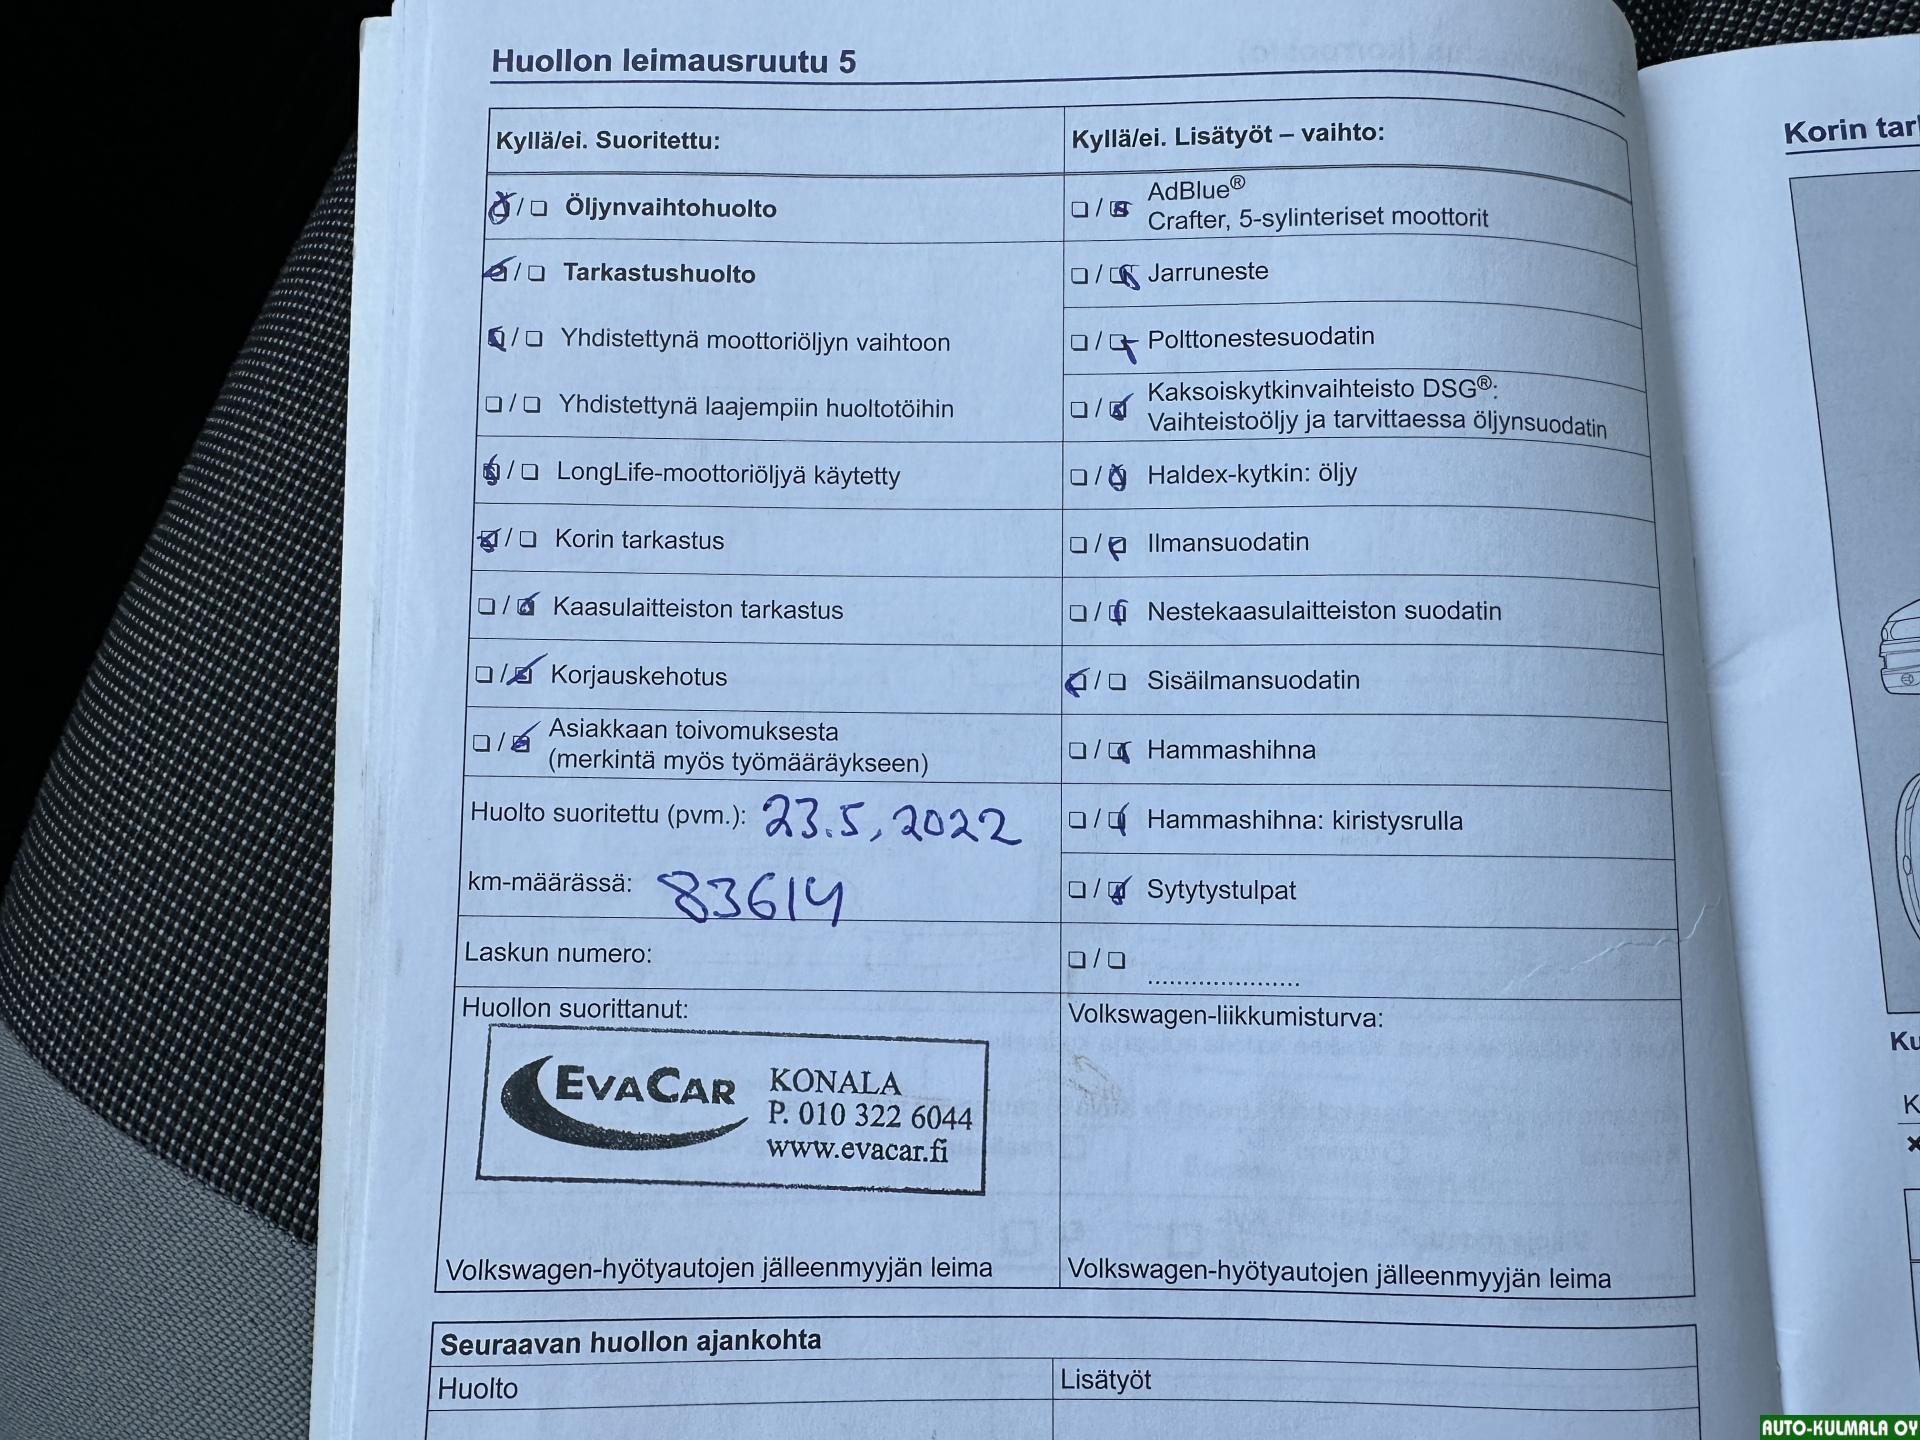 Huollon leimausruutu 5
Kyllä/ei. Suoritettu:
Öljynvaihtohuolto
Tarkastushuolto
Yhdistettynä moottoriöljyn vaihtoon
Yhdistettynä laajempiin huoltotöihin
LongLife-moottoriöljyä käytetty
Korin tarkastus
Kaasulaitteiston tarkastus
Korjauskehotus
Asiakkaan toivomuksesta
(merkintä myös työmääräykseen)
Huolto suoritettu (pvm.): 23.5.2022
km-määrässä: 83614
Laskun numero:
Huollon suorittanut:
EVACAR
KONALA
P. 010 322 6044
www.evacar.fi
Volkswagen-hyötyautojen jälleenmyyjän leima
Kyllä/ei. Lisätyöt – vaihto:
AdBlue®
Crafter, 5-sylinteriset moottorit
Jarruneste
Polttonestesuodatin
Kaksoiskytkinvaihteisto DSG®:
Vaihteistoöljy ja tarvittaessa öljynsuodatin
Haldex-kytkin: öljy
Ilmansuodatin
Nestekaasulaitteiston suodatin
Sisäilmansuodatin
Hammashihna
Hammashihna: kiristysrulla
Sytytystulpat
Volkswagen-liikkumisturva:
Volkswagen-hyötyautojen jälleenmyyjän leima
Seuraavan huollon ajankohta
Huolto
Lisätyöt
Korin
AUTO-KULMALA OY